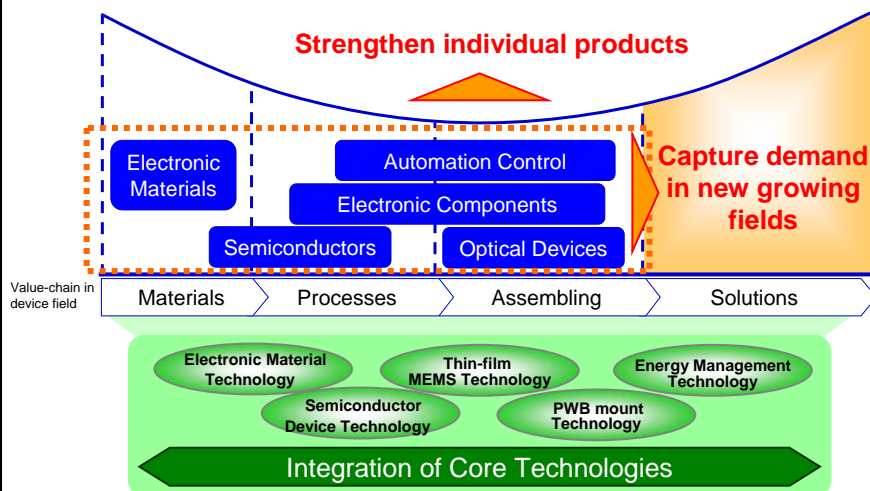 Strengthen individual products
Electronic
Materials
Automation Control
Electronic Components
Semiconductors
Optical Devices
Capture demand
in new growing
fields
Value-chain in
device field
Materials
Processes
Assembling
Solutions
Electronic Material
Technology
Thin-film
MEMS Technology
Energy Management
Technology
Semiconductor
Device Technology
PWB mount
Technology
Integration of Core Technologies